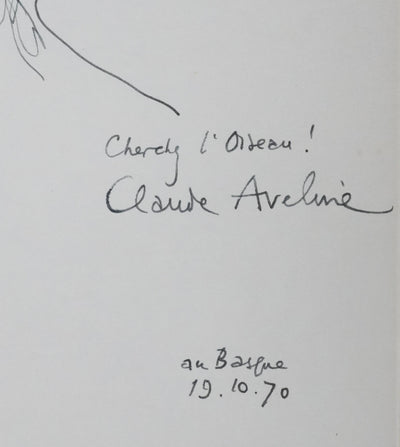 Cherchez l'Oiseau !
Claude Aveline
au Basque
19.10.70